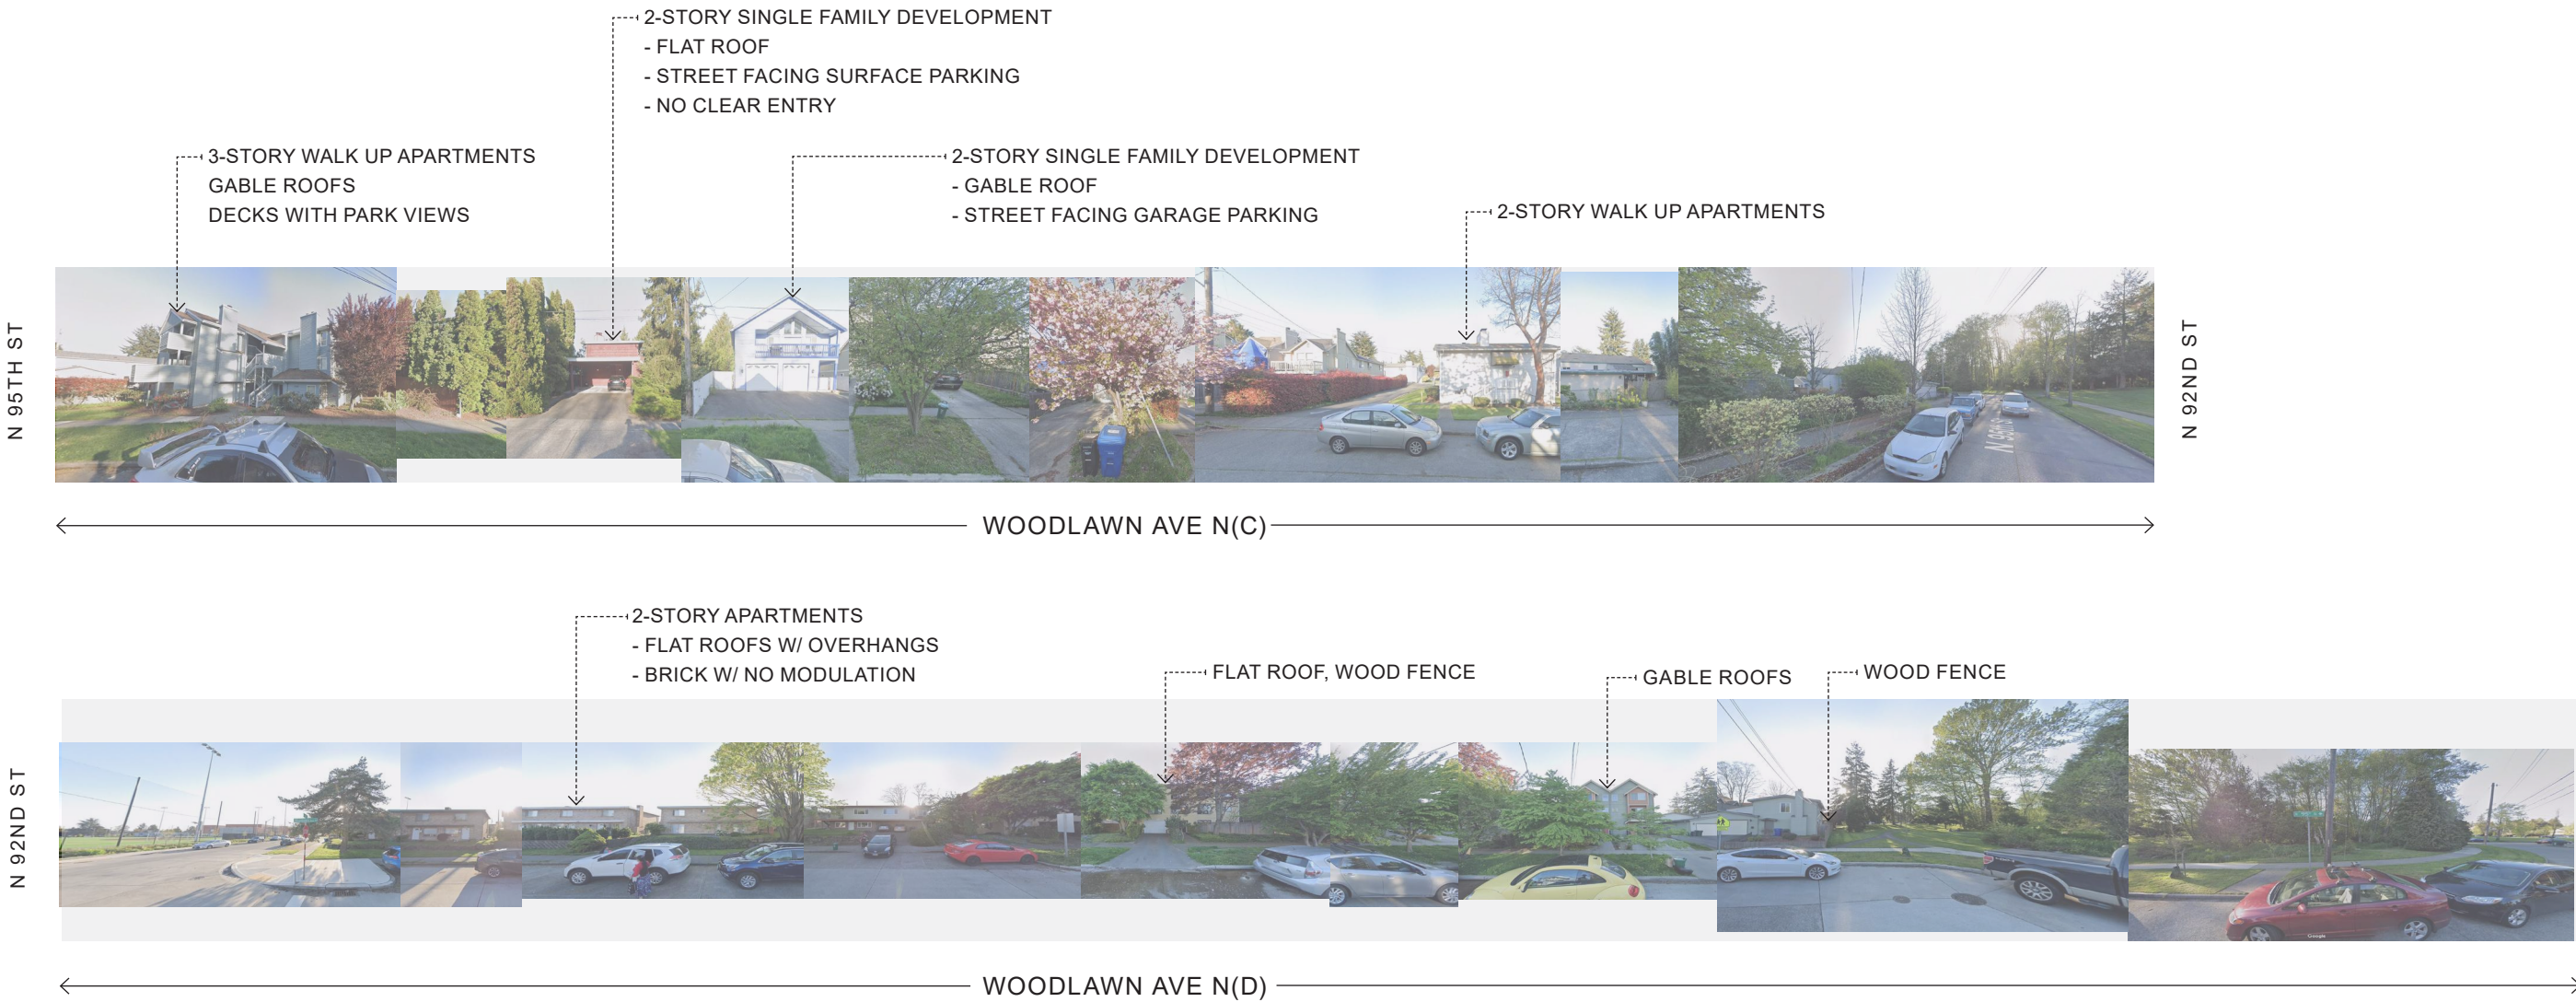 2-STORY SINGLE FAMILY DEVELOPMENT
- FLAT ROOF
- STREET FACING SURFACE PARKING
- NO CLEAR ENTRY
3-STORY WALK UP APARTMENTS
GABLE ROOFS
DECKS WITH PARK VIEWS
2-STORY SINGLE FAMILY DEVELOPMENT
- GABLE ROOF
- STREET FACING GARAGE PARKING
2-STORY WALK UP APARTMENTS
N 95TH ST
N 92ND ST
WOODLAWN AVE N(C)
2-STORY APARTMENTS
- FLAT ROOFS W/ OVERHANGS
- BRICK W/ NO MODULATION
FLAT ROOF, WOOD FENCE
GABLE ROOFS
WOOD FENCE
N 92ND ST
Google
WOODLAWN AVE N(D)